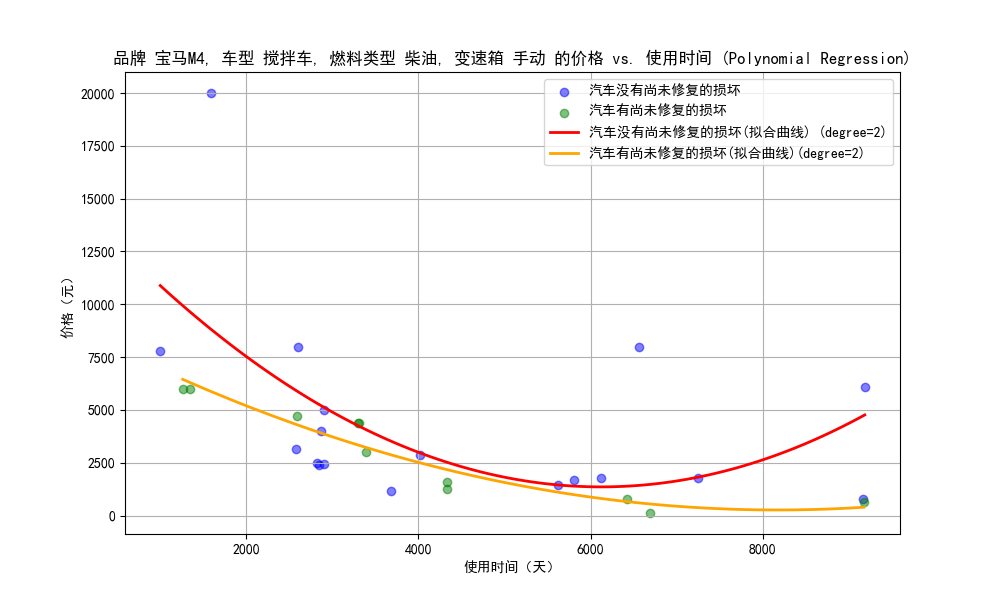 品牌 宝马M4, 车型 搅拌车, 燃料类型 柴油, 变速箱 手动 的价格 vs. 使用时间 (Polynomial Regression)
汽车没有尚未修复的损坏
汽车有尚未修复的损坏
汽车没有尚未修复的损坏(拟合曲线) (degree=2)
汽车有尚未修复的损坏(拟合曲线)(degree=2)
20000
17500
15000
12500
10000
7500
5000
2500
0
价格（元）
2000
4000
6000
8000
使用时间（天）